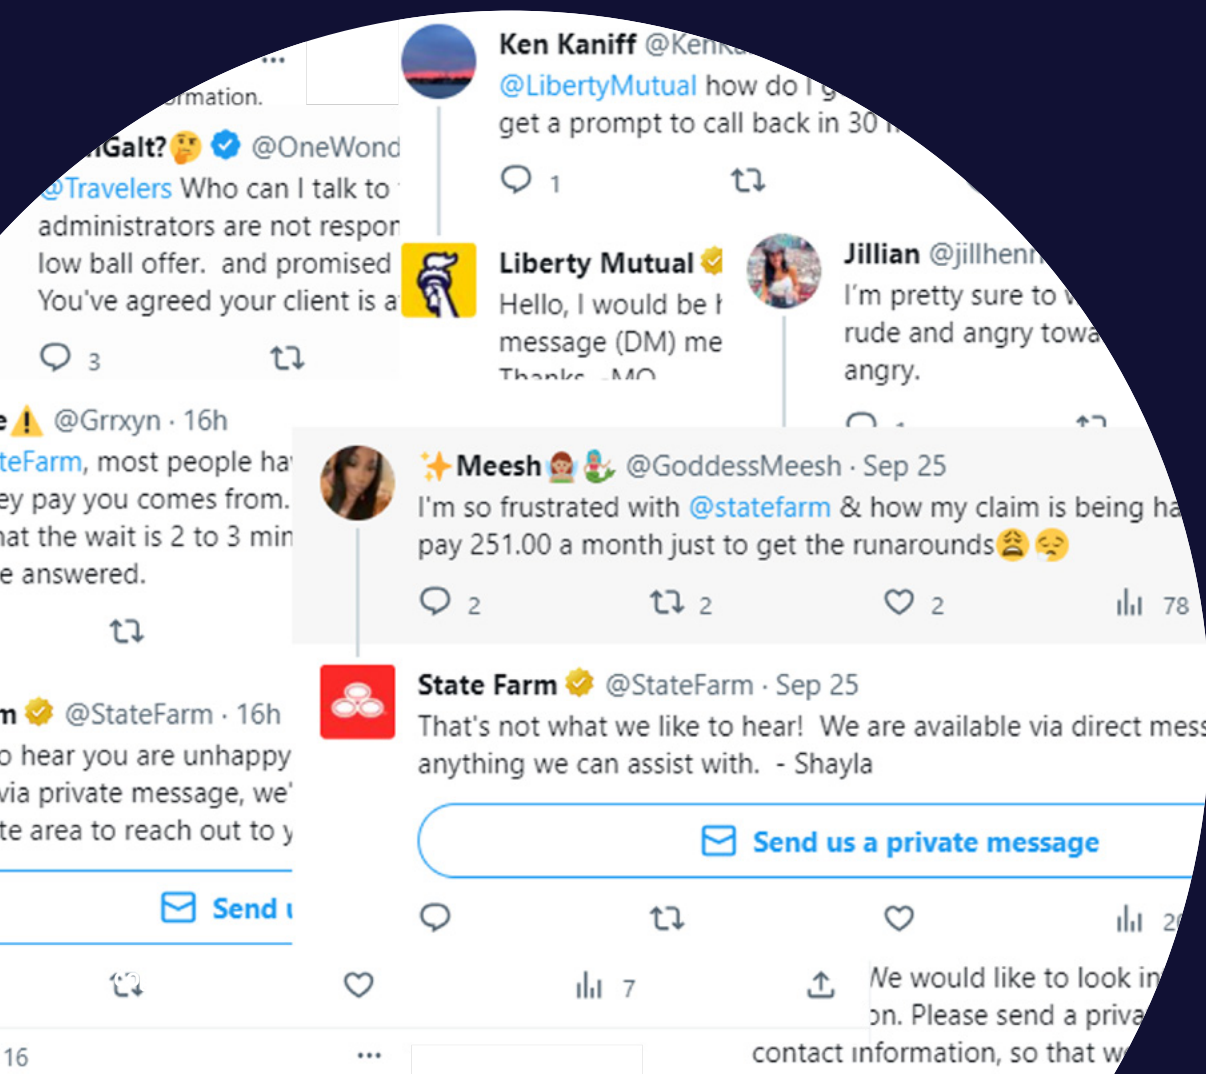 ormation.
Galt? @OneWond
@Travelers Who can I talk to
administrators are not respon
low ball offer.  and promised
You've agreed your client is a
3
Ken Kaniff @KenKa
@LibertyMutual how do I g
get a prompt to call back in 30
1
Liberty Mutual
Hello, I would be h
message (DM) me
Thanks -MO
Jillian @jillhenn
I'm pretty sure to
rude and angry towa
angry.
e @Grrxyn · 16h
teFarm, most people ha
ey pay you comes from.
hat the wait is 2 to 3 min
e answered.
m @StateFarm · 16h
o hear you are unhappy
via private message, we'
te area to reach out to y
Send u
7
16
Meesh @GoddessMeesh · Sep 25
I'm so frustrated with @statefarm & how my claim is being ha
pay 251.00 a month just to get the runarounds
2 2 2 78
State Farm @StateFarm · Sep 25
That's not what we like to hear!  We are available via direct mess
anything we can assist with.  - Shayla
Send us a private message
We would like to look in
on. Please send a priva
contact information, so that we